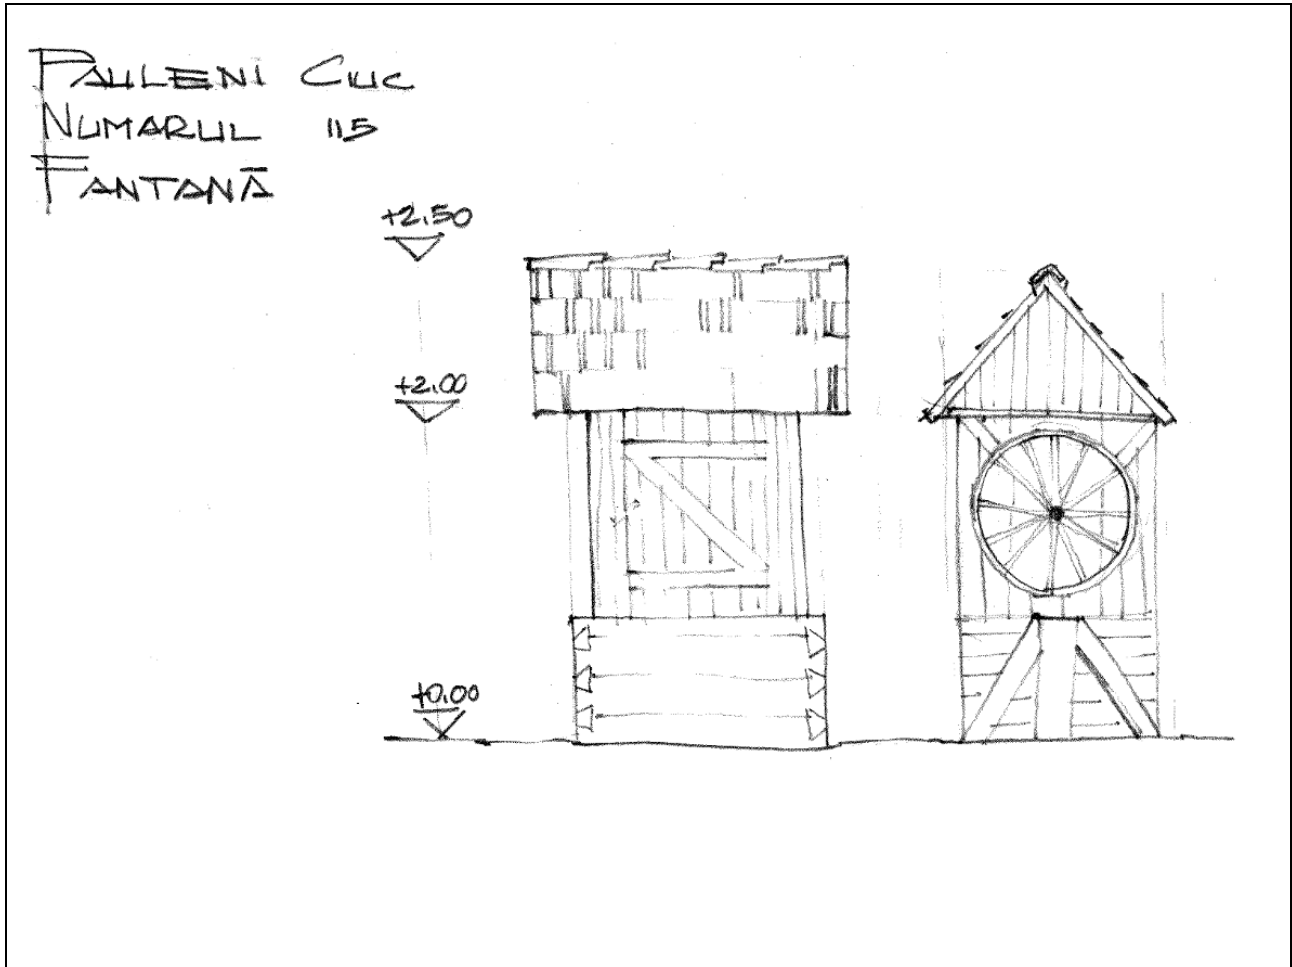 PAULENI CIUC
NUMARUL 115
FANTANĂ
+2.50
+2.00
+0.00